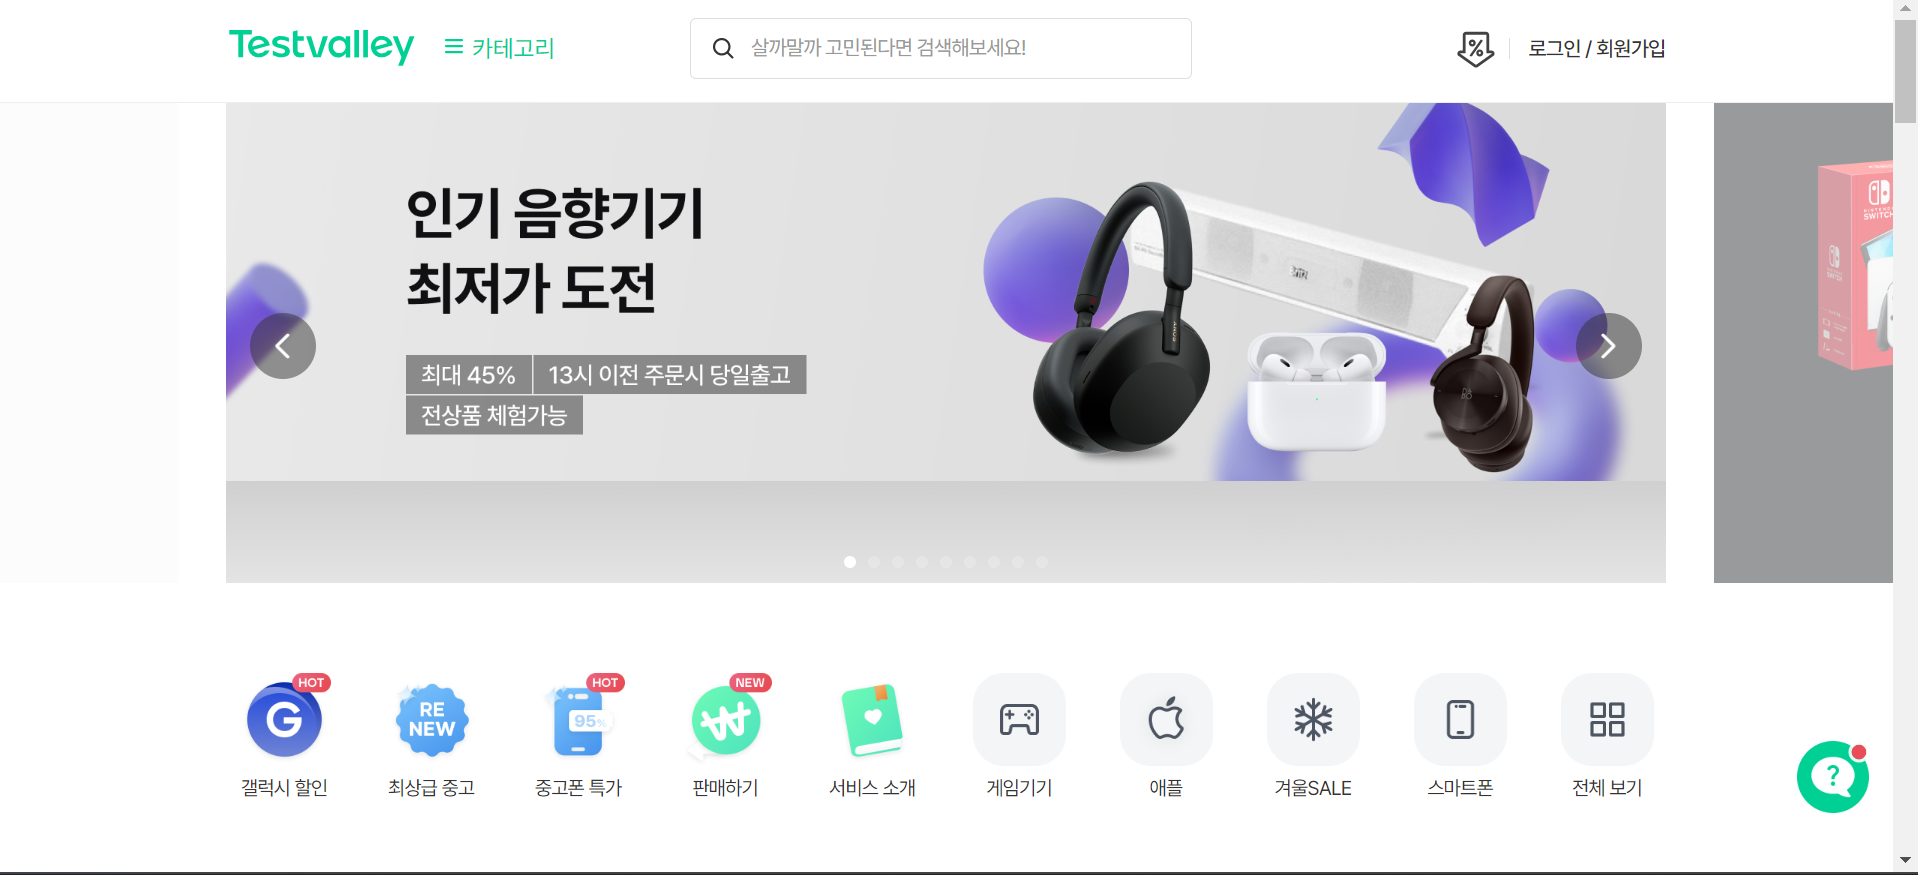 Testvalley
카테고리
살까말까 고민된다면 검색해보세요!
%
로그인 / 회원가입
인기 음향기기
최저가 도전
최대 45%
13시 이전 주문시 당일출고
전상품 체험가능
Britz
SONY
SWITCH
HOT
HOT
NEW
G
RE
NEW
95%
₩
갤럭시 할인
최상급 중고
중고폰 특가
판매하기
서비스 소개
게임기기
애플
겨울SALE
스마트폰
전체 보기
?